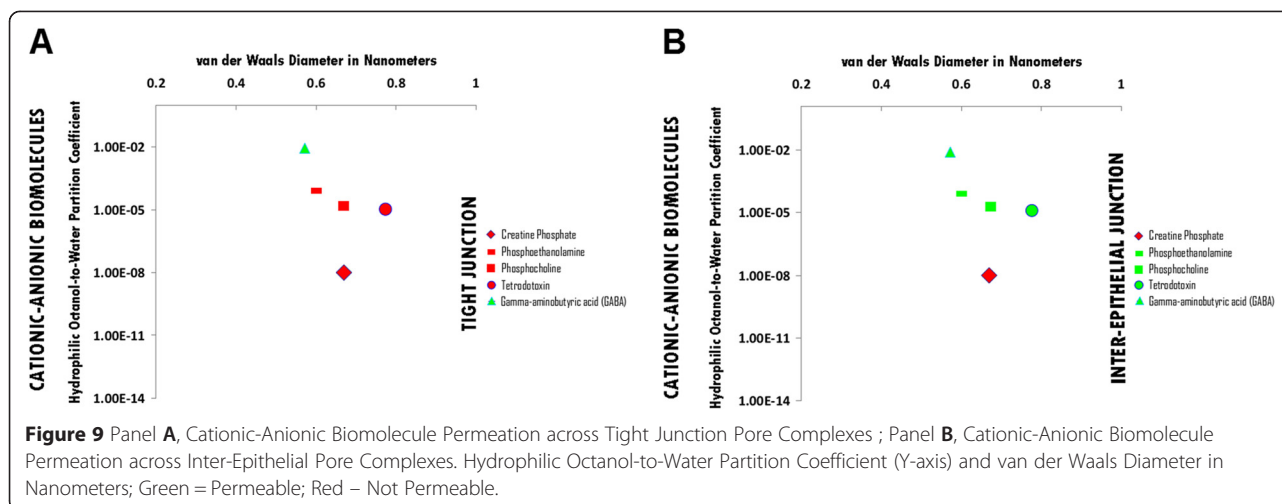 A
van der Waals Diameter in Nanometers
0.2 0.4 0.6 0.8 1
CATIONIC-ANIONIC BIOMOLECULES
Hydrophilic Octanol-to-Water Partition Coefficient
1.00E-02
1.00E-05
1.00E-08
1.00E-11
1.00E-14
TIGHT JUNCTION
Creatine Phosphate
Phosphoethanolamine
Phosphocholine
Tetrodotoxin
Gamma-aminobutyric acid (GABA)
B
van der Waals Diameter in Nanometers
0.2 0.4 0.6 0.8 1
CATIONIC-ANIONIC BIOMOLECULES
Hydrophilic Octanol-to-Water Partition Coefficient
1.00E-02
1.00E-05
1.00E-08
1.00E-11
1.00E-14
INTER-EPITHELIAL JUNCTION
Creatine Phosphate
Phosphoethanolamine
Phosphocholine
Tetrodotoxin
Gamma-aminobutyric acid (GABA)
Figure 9 Panel A, Cationic-Anionic Biomolecule Permeation across Tight Junction Pore Complexes ; Panel B, Cationic-Anionic Biomolecule
Permeation across Inter-Epithelial Pore Complexes. Hydrophilic Octanol-to-Water Partition Coefficient (Y-axis) and van der Waals Diameter in
Nanometers; Green = Permeable; Red – Not Permeable.